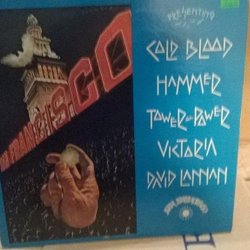 PRESENTING
COLD BLOOD
HAMMER
TOWER OF POWER
VICTORIA
DAVID LANNAN
SAN FRANCISCO